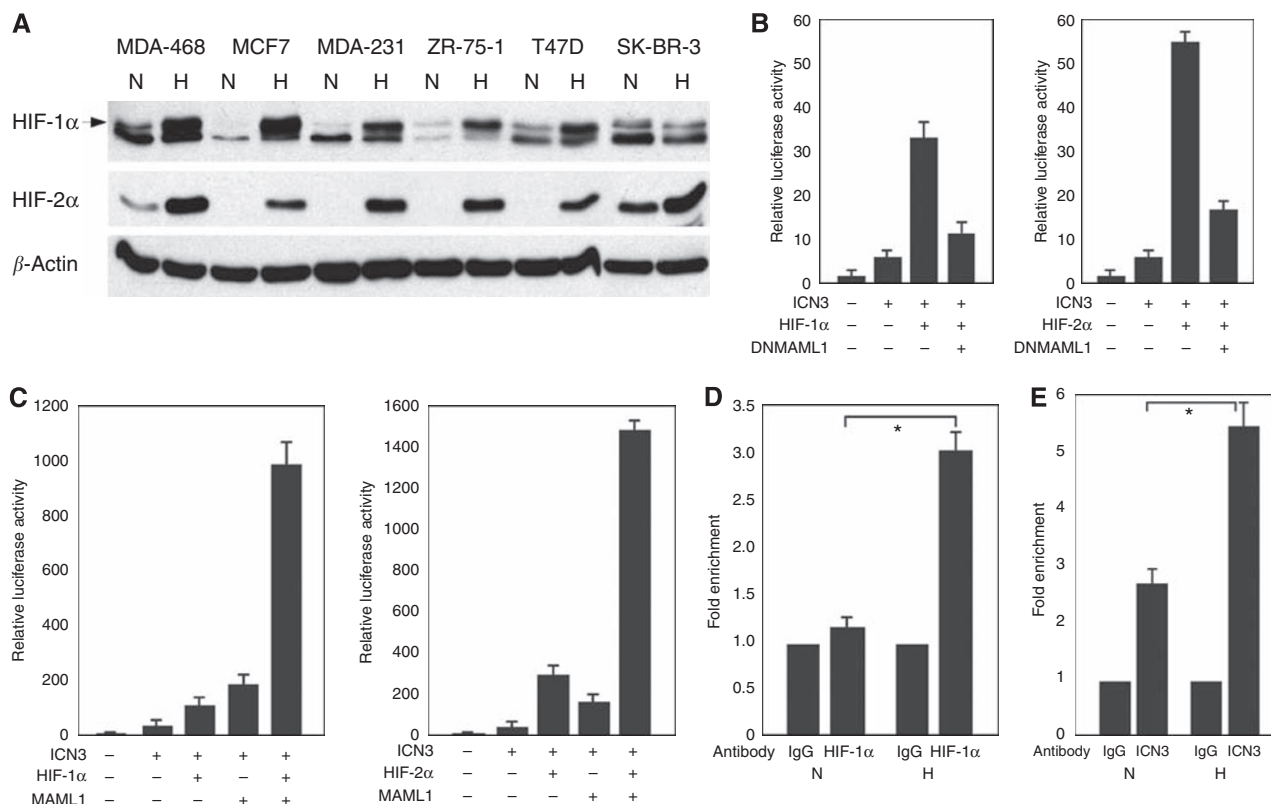 A
MDA-468 MCF7 MDA-231 ZR-75-1 T47D SK-BR-3
N H N H N H N H N H N H
HIF-1α
HIF-2α
β-Actin
B
60
50
40
30
20
10
0
Relative luciferase activity
ICN3 – + + +
HIF-1α – – + +
DNMAML1 – – – +
60
50
40
30
20
10
0
Relative luciferase activity
ICN3 – + + +
HIF-2α – – + +
DNMAML1 – – – +
C
1200
1000
800
600
400
200
0
Relative luciferase activity
ICN3 – + + + +
HIF-1α – – + – +
MAML1 – – – + +
1600
1400
1200
1000
800
600
400
200
0
Relative luciferase activity
ICN3 – + + + +
HIF-2α – – + – +
MAML1 – – – + +
D
3.5
3.0
2.5
2.0
1.5
1.0
0.5
0
Fold enrichment
*
Antibody IgG HIF-1α IgG HIF-1α
N H
E
6
5
4
3
2
1
0
Fold enrichment
*
Antibody IgG ICN3 IgG ICN3
N H